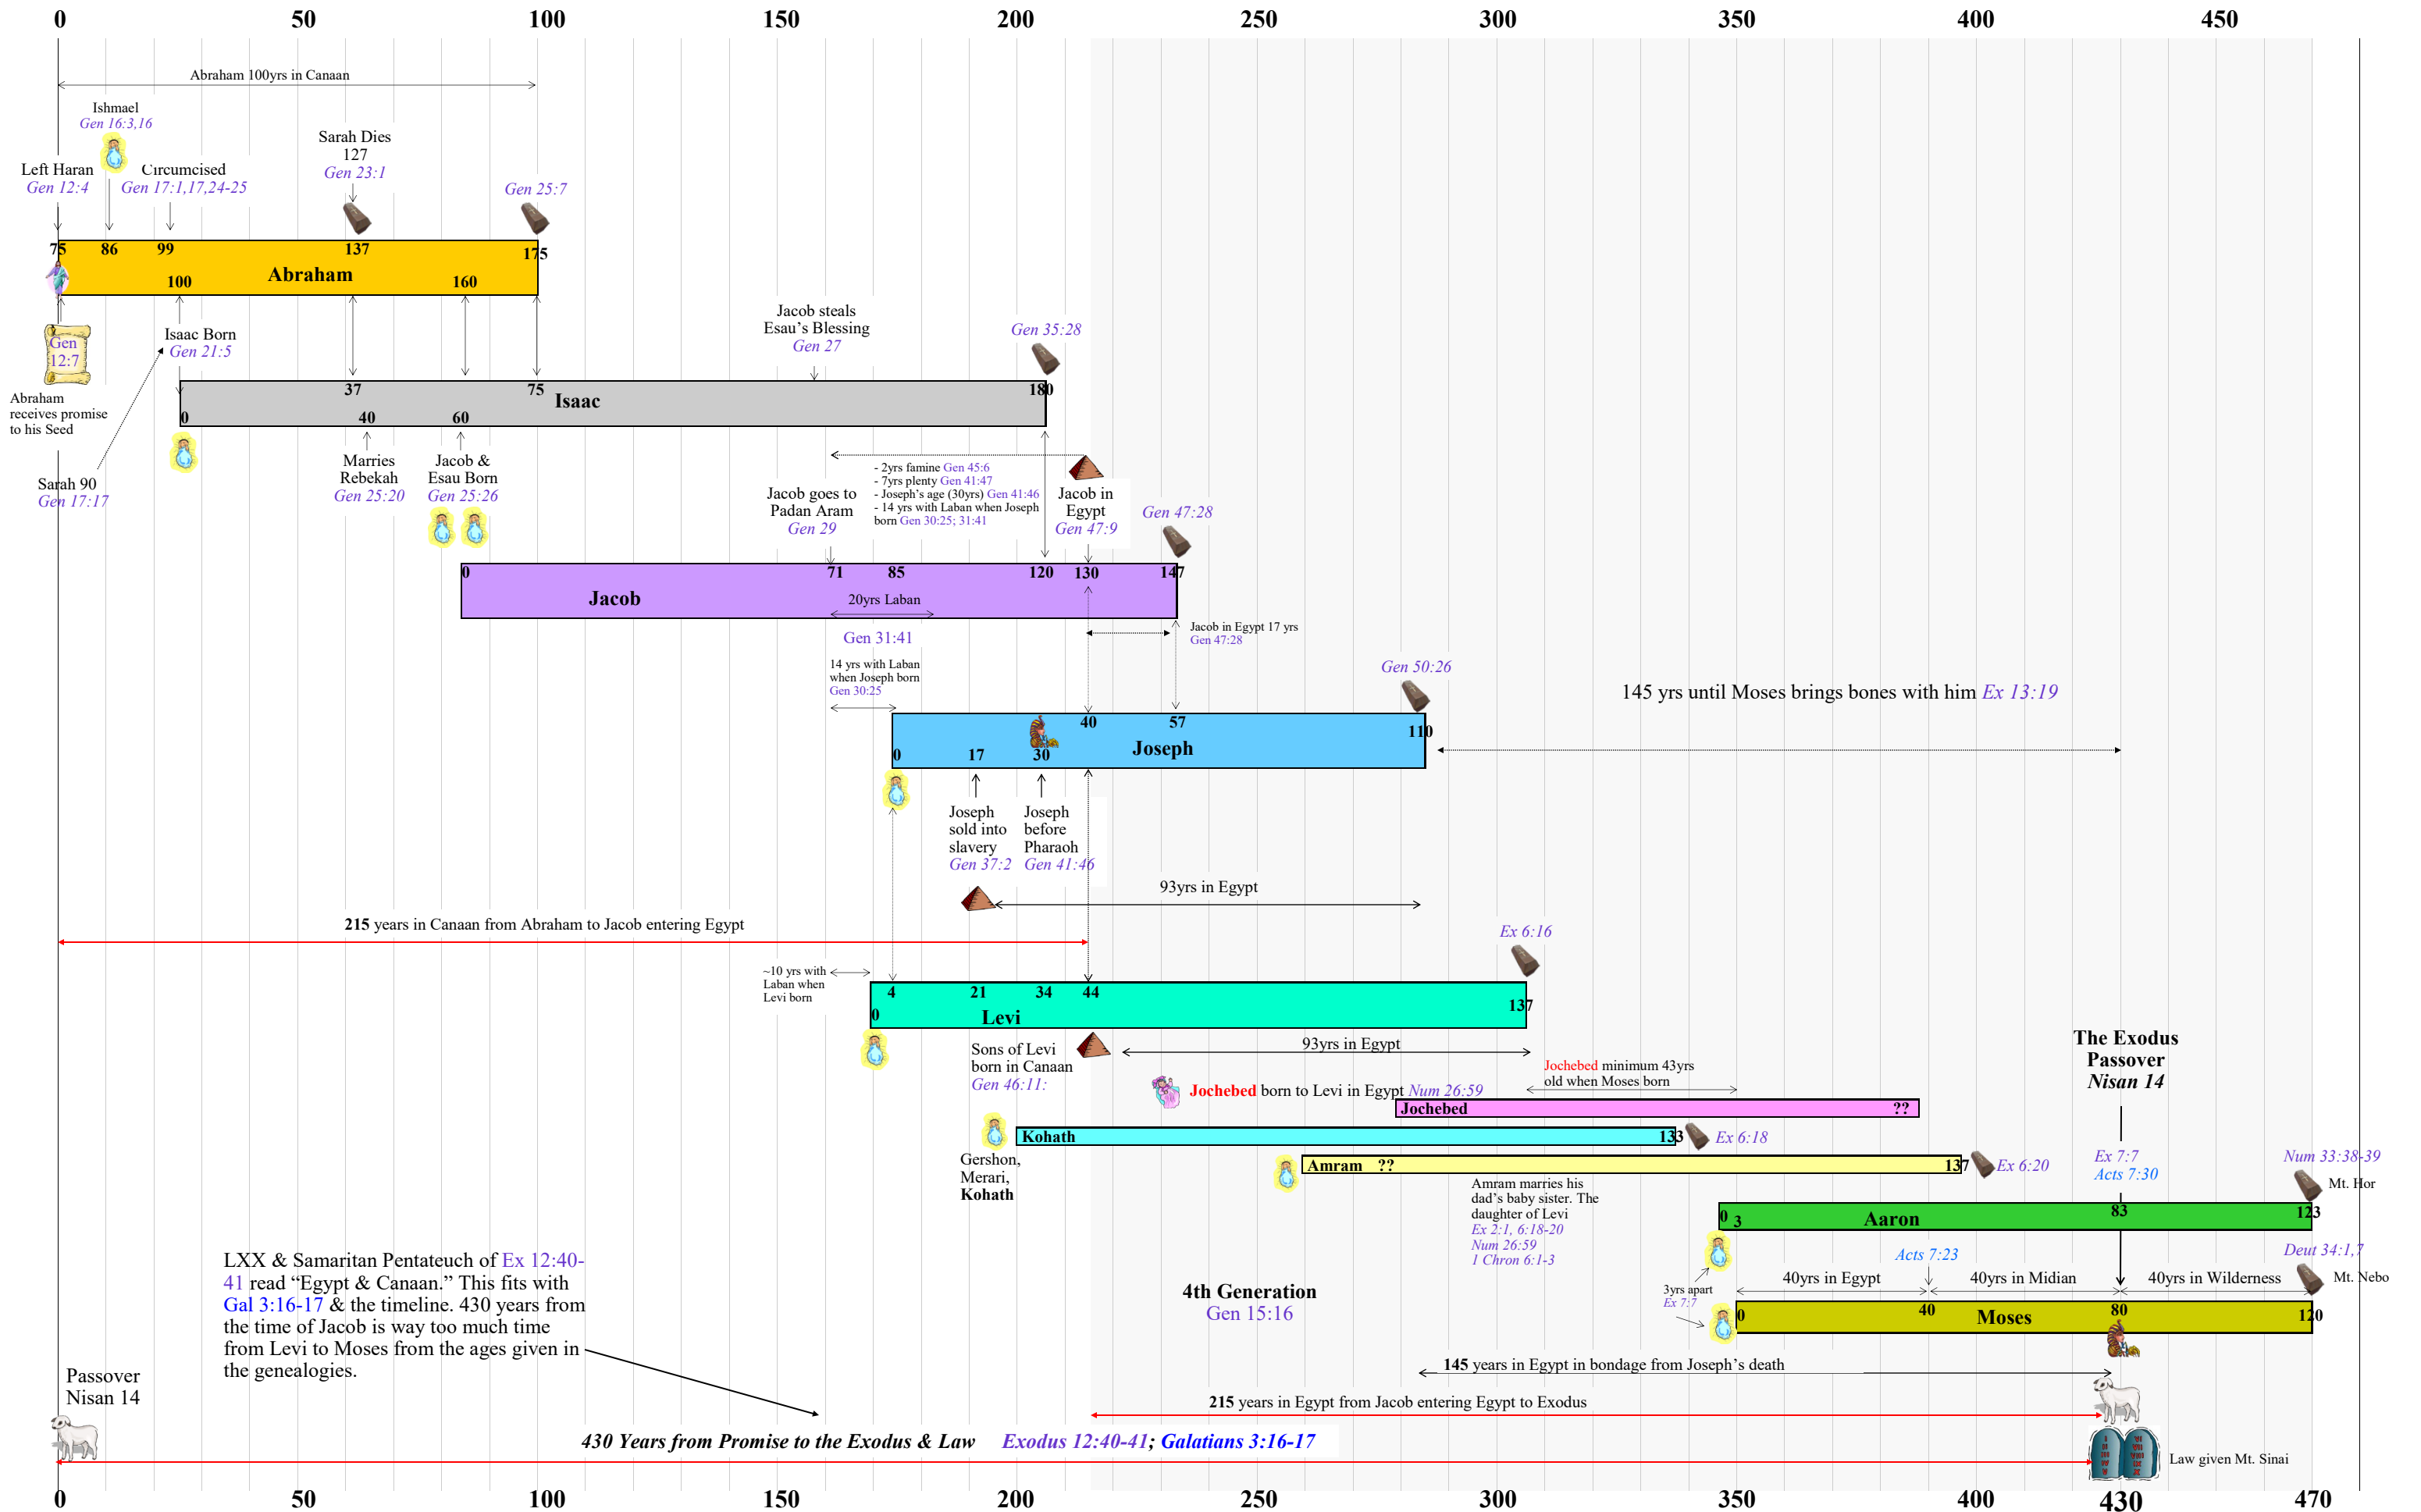 0 50 100 150 200 250 300 350 400 450
Abraham 100yrs in Canaan
Ishmael
Gen 16:3,16
Left Haran
Gen 12:4
Circumcised
Gen 17:1,17,24-25
Sarah Dies
127
Gen 23:1
Gen 25:7
75 86 99 137 175
Abraham
100 160
Gen
12:7
Abraham
receives promise
to his Seed
Isaac Born
Gen 21:5
Sarah 90
Gen 17:17
Jacob steals
Esau’s Blessing
Gen 27
Gen 35:28
37 75 180
Isaac
0 40 60
Marries
Rebekah
Gen 25:20
Jacob &
Esau Born
Gen 25:26
Jacob goes to
Padan Aram
Gen 29
- 2yrs famine Gen 45:6
- 7yrs plenty Gen 41:47
- Joseph’s age (30yrs) Gen 41:46
- 14 yrs with Laban when Joseph
born Gen 30:25; 31:41
Jacob in
Egypt
Gen 47:9
Gen 47:28
0 71 85 120 130 147
Jacob
20yrs Laban
Gen 31:41
Jacob in Egypt 17 yrs
Gen 47:28
14 yrs with Laban
when Joseph born
Gen 30:25
Gen 50:26
145 yrs until Moses brings bones with him Ex 13:19
40 57 110
Joseph
0 17 30
Joseph
sold into
slavery
Gen 37:2
Joseph
before
Pharaoh
Gen 41:46
93yrs in Egypt
215 years in Canaan from Abraham to Jacob entering Egypt
Ex 6:16
~10 yrs with
Laban when
Levi born
4 21 34 44 137
0 Levi
Sons of Levi
born in Canaan
Gen 46:11:
93yrs in Egypt
Jochebed minimum 43yrs
old when Moses born
Jochebed born to Levi in Egypt Num 26:59
Jochebed ??
Kohath 133
Ex 6:18
Gershon,
Merari,
Kohath
Amram ?? 137
Ex 6:20
Amram marries his
dad’s baby sister. The
daughter of Levi
Ex 2:1, 6:18-20
Num 26:59
1 Chron 6:1-3
The Exodus
Passover
Nisan 14
Ex 7:7
Acts 7:30
Num 33:38-39
Mt. Hor
0 3 Aaron 83 123
Acts 7:23
Deut 34:1,7
Mt. Nebo
3yrs apart
Ex 7:7
40yrs in Egypt
40yrs in Midian
40yrs in Wilderness
0 40 Moses 80 120
4th Generation
Gen 15:16
LXX & Samaritan Pentateuch of Ex 12:40-
41 read “Egypt & Canaan.” This fits with
Gal 3:16-17 & the timeline. 430 years from
the time of Jacob is way too much time
from Levi to Moses from the ages given in
the genealogies.
145 years in Egypt in bondage from Joseph’s death
Passover
Nisan 14
215 years in Egypt from Jacob entering Egypt to Exodus
430 Years from Promise to the Exodus & Law Exodus 12:40-41; Galatians 3:16-17
Law given Mt. Sinai
0 50 100 150 200 250 300 350 400 430 470